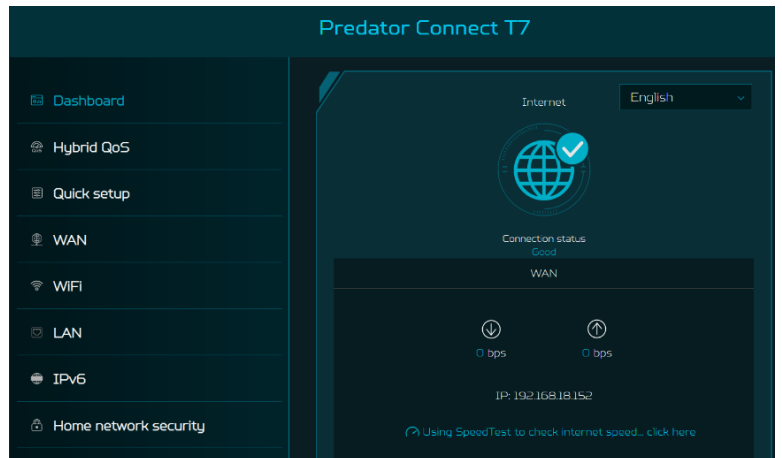 Predator Connect T7
Dashboard
Hybrid QoS
Quick setup
WAN
WiFi
LAN
IPv6
Home network security
Internet
English
Connection status
Good
WAN
0 bps
0 bps
IP: 192.168.18.152
Using SpeedTest to check internet speed... click here